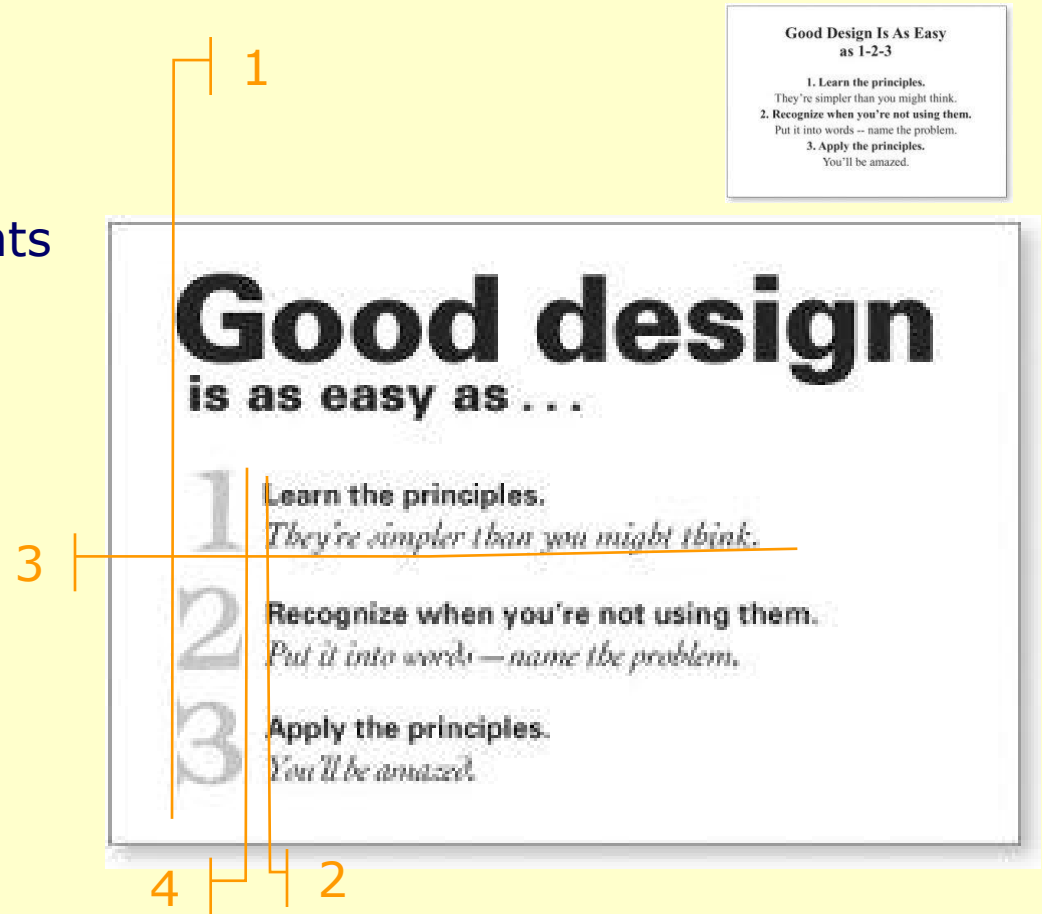 Good Design Is As Easy
as 1-2-3
1. Learn the principles.
They're simpler than you might think.
2. Recognize when you're not using them.
Put it into words -- name the problem.
3. Apply the principles.
You'll be amazed.
1
nts
Good design
is as easy as . . .
1 Learn the principles.
They're simpler than you might think.
3
2 Recognize when you're not using them.
Put it into words — name the problem.
3 Apply the principles.
You'll be amazed.
4
2